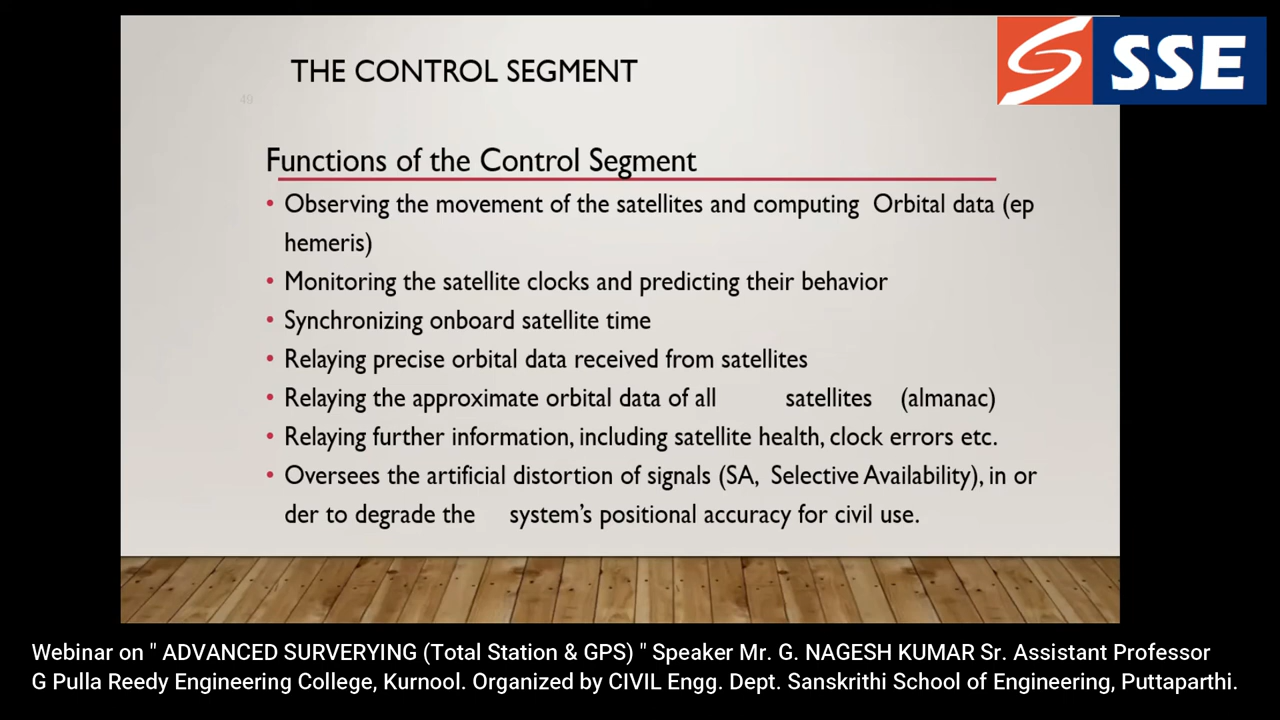 THE CONTROL SEGMENT
SSE
49
Functions of the Control Segment
• Observing the movement of the satellites and computing Orbital data (ep
hemeris)
• Monitoring the satellite clocks and predicting their behavior
• Synchronizing onboard satellite time
• Relaying precise orbital data received from satellites
• Relaying the approximate orbital data of all satellites (almanac)
• Relaying further information, including satellite health, clock errors etc.
• Oversees the artificial distortion of signals (SA, Selective Availability), in or
der to degrade the system's positional accuracy for civil use.
Webinar on " ADVANCED SURVERYING (Total Station & GPS) " Speaker Mr. G. NAGESH KUMAR Sr. Assistant Professor
G Pulla Reedy Engineering College, Kurnool. Organized by CIVIL Engg. Dept. Sanskrithi School of Engineering, Puttaparthi.